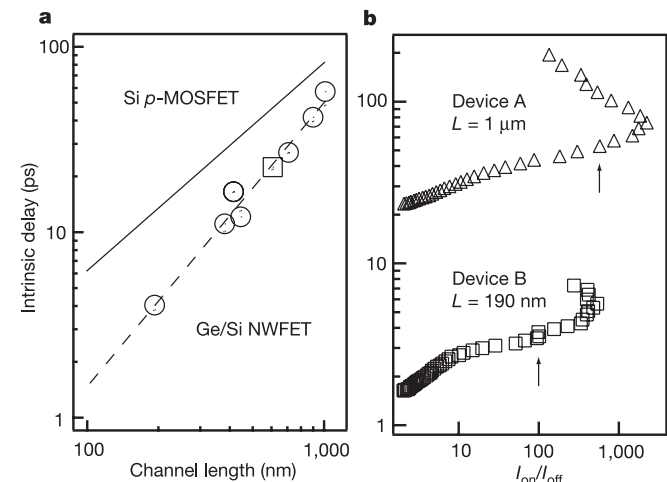 a
100
10
1
Intrinsic delay (ps)
Si p-MOSFET
Ge/Si NWFET
100
1,000
Channel length (nm)
b
100
10
1
Device A
L = 1 μm
Device B
L = 190 nm
10
100
1,000
Ion/Ioff